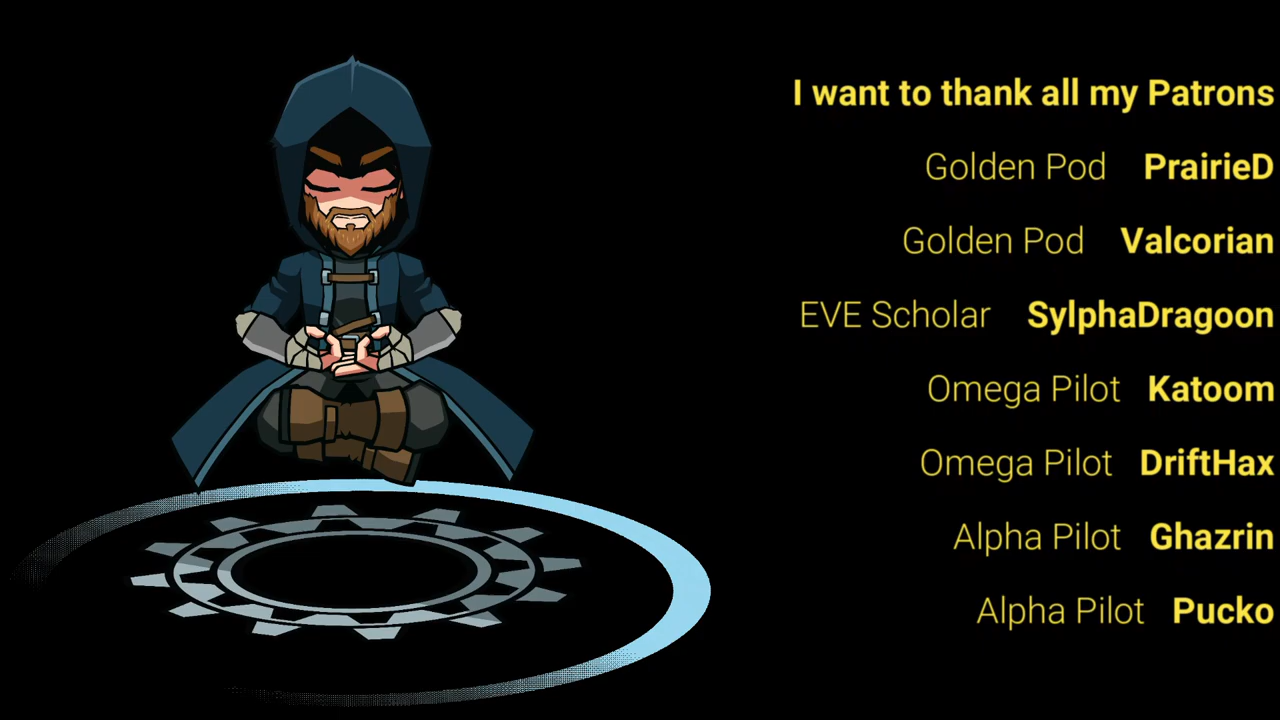 I want to thank all my Patrons
Golden Pod PrairieD
Golden Pod Valcorian
EVE Scholar SylphaDragoon
Omega Pilot Katoom
Omega Pilot DriftHax
Alpha Pilot Ghazrin
Alpha Pilot Pucko